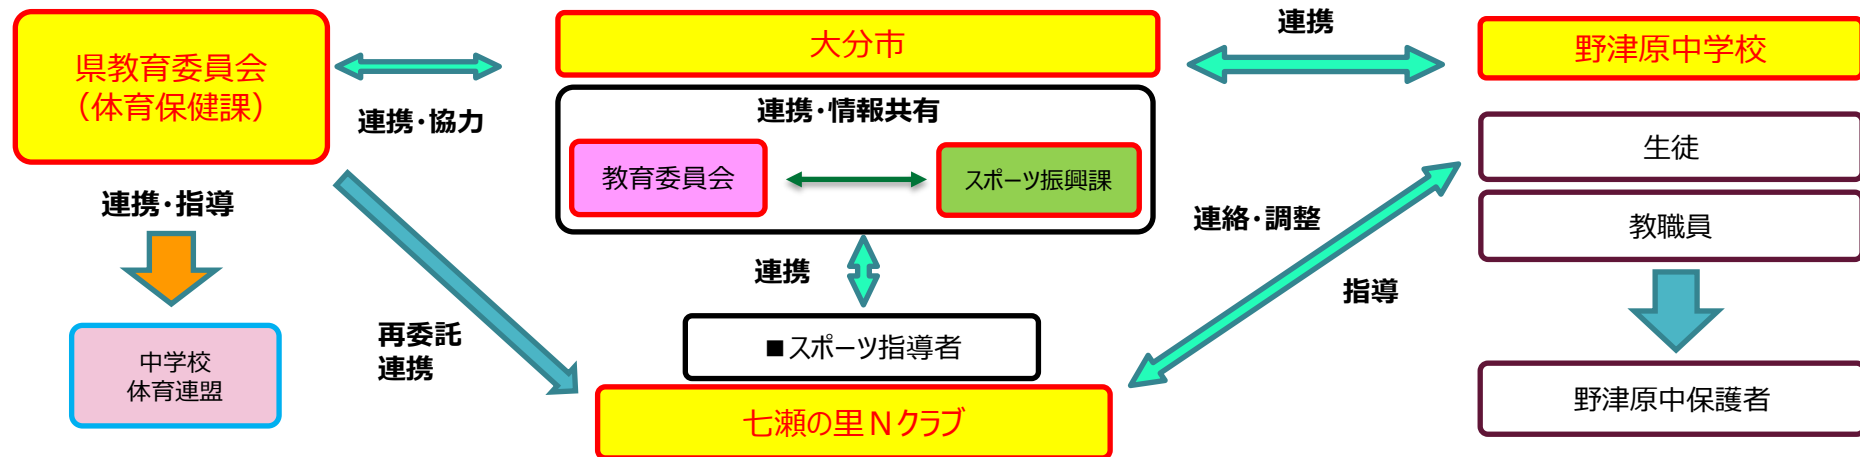 県教育委員会
（体育保健課）
連携･協力
大分市
連携
野津原中学校
連携･情報共有
教育委員会
スポーツ振興課
生徒
教職員
連携･指導
連絡･調整
連携
指導
中学校
体育連盟
再委託
連携
■スポーツ指導者
七瀬の里Ｎクラブ
野津原中保護者